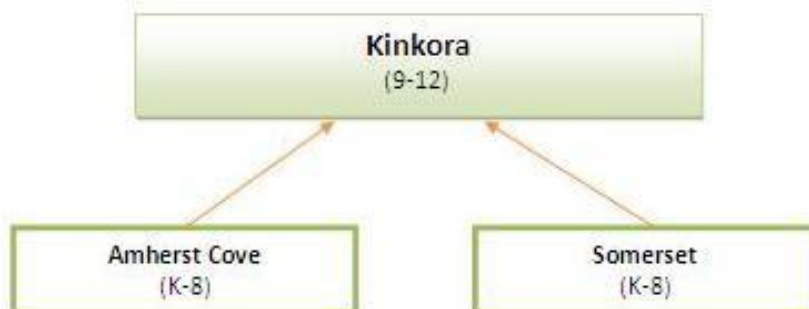 Kinkora
(9-12)
Amherst Cove
(K-8)
Somerset
(K-8)